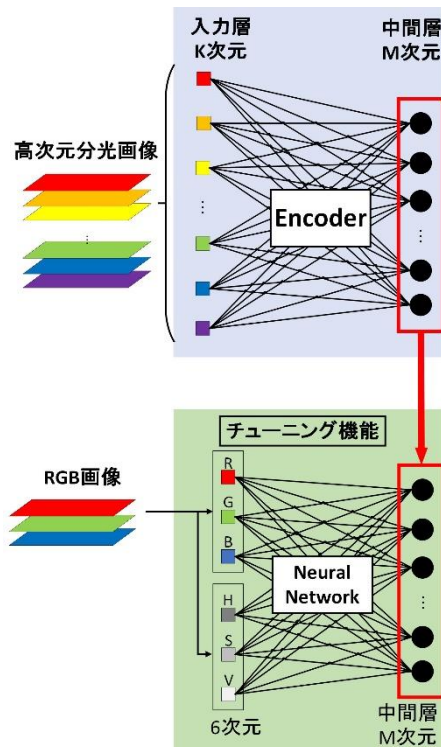 入力層
K次元
中間層
M次元
高次元分光画像
Encoder
チューニング機能
RGB画像
R
G
B
Neural
Network
H
S
V
6次元
中間層
M次元